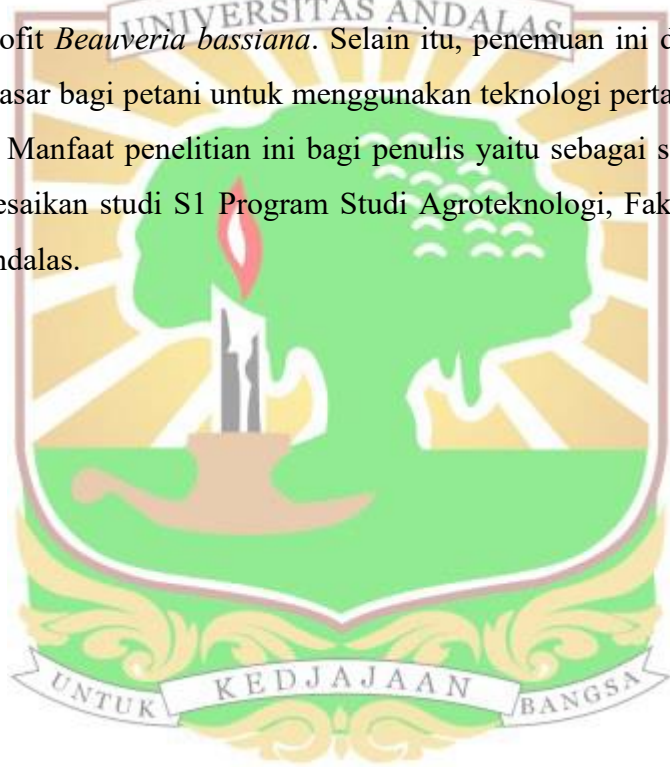 UNIVERSITAS ANDALAS
ofit Beauveria bassiana. Selain itu, penemuan ini d
asar bagi petani untuk menggunakan teknologi perta
Manfaat penelitian ini bagi penulis yaitu sebagai s
esaikan studi S1 Program Studi Agroteknologi, Fak
ndalas.
UNTUK KEDJAJAAN BANGSA